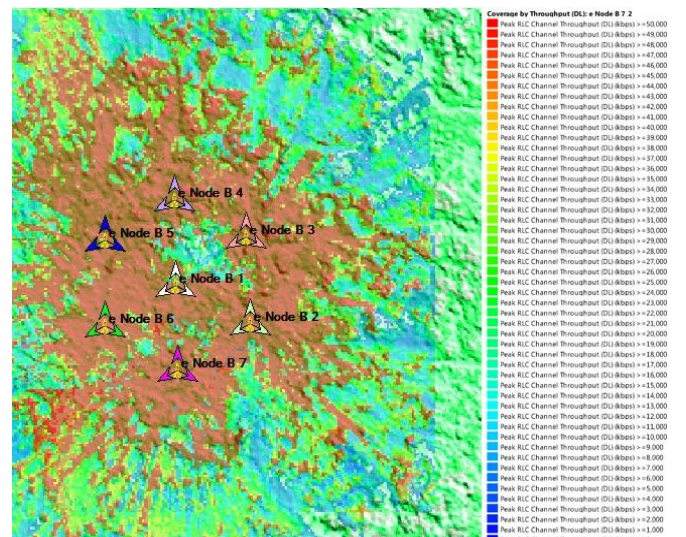 Coverage by Throughput (DL): e Node B 7 2
Peak RLC Channel Throughput (DL) (kbps) >=50,000
Peak RLC Channel Throughput (DL) (kbps) >=49,000
Peak RLC Channel Throughput (DL) (kbps) >=48,000
Peak RLC Channel Throughput (DL) (kbps) >=47,000
Peak RLC Channel Throughput (DL) (kbps) >=46,000
Peak RLC Channel Throughput (DL) (kbps) >=45,000
Peak RLC Channel Throughput (DL) (kbps) >=44,000
Peak RLC Channel Throughput (DL) (kbps) >=43,000
Peak RLC Channel Throughput (DL) (kbps) >=42,000
Peak RLC Channel Throughput (DL) (kbps) >=41,000
Peak RLC Channel Throughput (DL) (kbps) >=40,000
Peak RLC Channel Throughput (DL) (kbps) >=39,000
Peak RLC Channel Throughput (DL) (kbps) >=38,000
Peak RLC Channel Throughput (DL) (kbps) >=37,000
Peak RLC Channel Throughput (DL) (kbps) >=36,000
Peak RLC Channel Throughput (DL) (kbps) >=35,000
Peak RLC Channel Throughput (DL) (kbps) >=34,000
Peak RLC Channel Throughput (DL) (kbps) >=33,000
Peak RLC Channel Throughput (DL) (kbps) >=32,000
Peak RLC Channel Throughput (DL) (kbps) >=31,000
Peak RLC Channel Throughput (DL) (kbps) >=30,000
Peak RLC Channel Throughput (DL) (kbps) >=29,000
Peak RLC Channel Throughput (DL) (kbps) >=28,000
Peak RLC Channel Throughput (DL) (kbps) >=27,000
Peak RLC Channel Throughput (DL) (kbps) >=26,000
Peak RLC Channel Throughput (DL) (kbps) >=25,000
Peak RLC Channel Throughput (DL) (kbps) >=24,000
Peak RLC Channel Throughput (DL) (kbps) >=23,000
Peak RLC Channel Throughput (DL) (kbps) >=22,000
Peak RLC Channel Throughput (DL) (kbps) >=21,000
Peak RLC Channel Throughput (DL) (kbps) >=20,000
Peak RLC Channel Throughput (DL) (kbps) >=19,000
Peak RLC Channel Throughput (DL) (kbps) >=18,000
Peak RLC Channel Throughput (DL) (kbps) >=17,000
Peak RLC Channel Throughput (DL) (kbps) >=16,000
Peak RLC Channel Throughput (DL) (kbps) >=15,000
Peak RLC Channel Throughput (DL) (kbps) >=14,000
Peak RLC Channel Throughput (DL) (kbps) >=13,000
Peak RLC Channel Throughput (DL) (kbps) >=12,000
Peak RLC Channel Throughput (DL) (kbps) >=11,000
Peak RLC Channel Throughput (DL) (kbps) >=10,000
Peak RLC Channel Throughput (DL) (kbps) >=9,000
Peak RLC Channel Throughput (DL) (kbps) >=8,000
Peak RLC Channel Throughput (DL) (kbps) >=7,000
Peak RLC Channel Throughput (DL) (kbps) >=6,000
Peak RLC Channel Throughput (DL) (kbps) >=5,000
Peak RLC Channel Throughput (DL) (kbps) >=4,000
Peak RLC Channel Throughput (DL) (kbps) >=3,000
Peak RLC Channel Throughput (DL) (kbps) >=2,000
Peak RLC Channel Throughput (DL) (kbps) >=1,000
e Node B 4
e Node B 5
e Node B 3
e Node B 1
e Node B 6
e Node B 2
e Node B 7